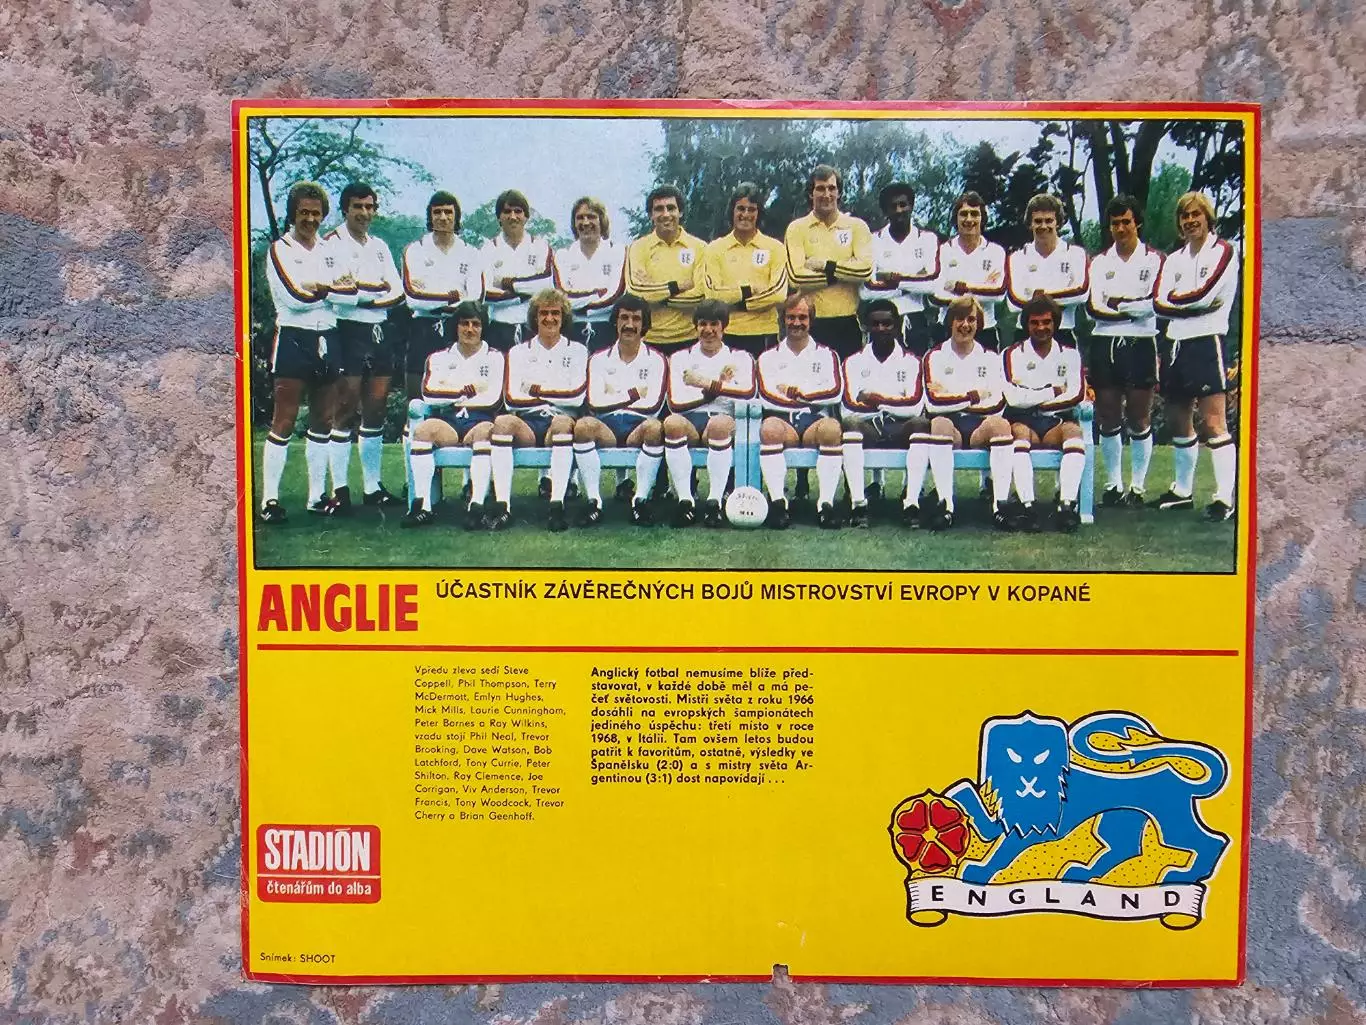 ANGLIE
ÚČASTNÍK ZÁVĚREČNÝCH BOJŮ MISTROVSTVÍ EVROPY V KOPANÉ
Vpředu zleva sedí Steve
Coppell, Phil Thompson, Terry
McDermott, Emlyn Hughes,
Mick Mills, Laurie Cunningham,
Peter Barnes a Ray Wilkins,
vzadu stojí Phil Neal, Trevor
Brooking, Dave Watson, Bob
Latchford, Tony Currie, Peter
Shilton, Ray Clemence, Joe
Corrigan, Viv Anderson, Trevor
Francis, Tony Woodcock, Trevor
Cherry a Brian Geenhoff.
Anglický fotbal nemusíme blíže před-
stavovat, v každé době měl a má pe-
čeť světovosti. Mistři světa z roku 1966
dosáhli na evropských šampionátech
jediného úspěchu: třetí místo v roce
1968, v Itálii. Tam ovšem letos budou
patřit k favoritům, ostatně, výsledky ve
Španělsku (2:0) a s mistry světa Ar-
gentinou (3:1) dost napovídají ...
STADIÓN
čtenářům do alba
ENGLAND
Snímek: SHOOT